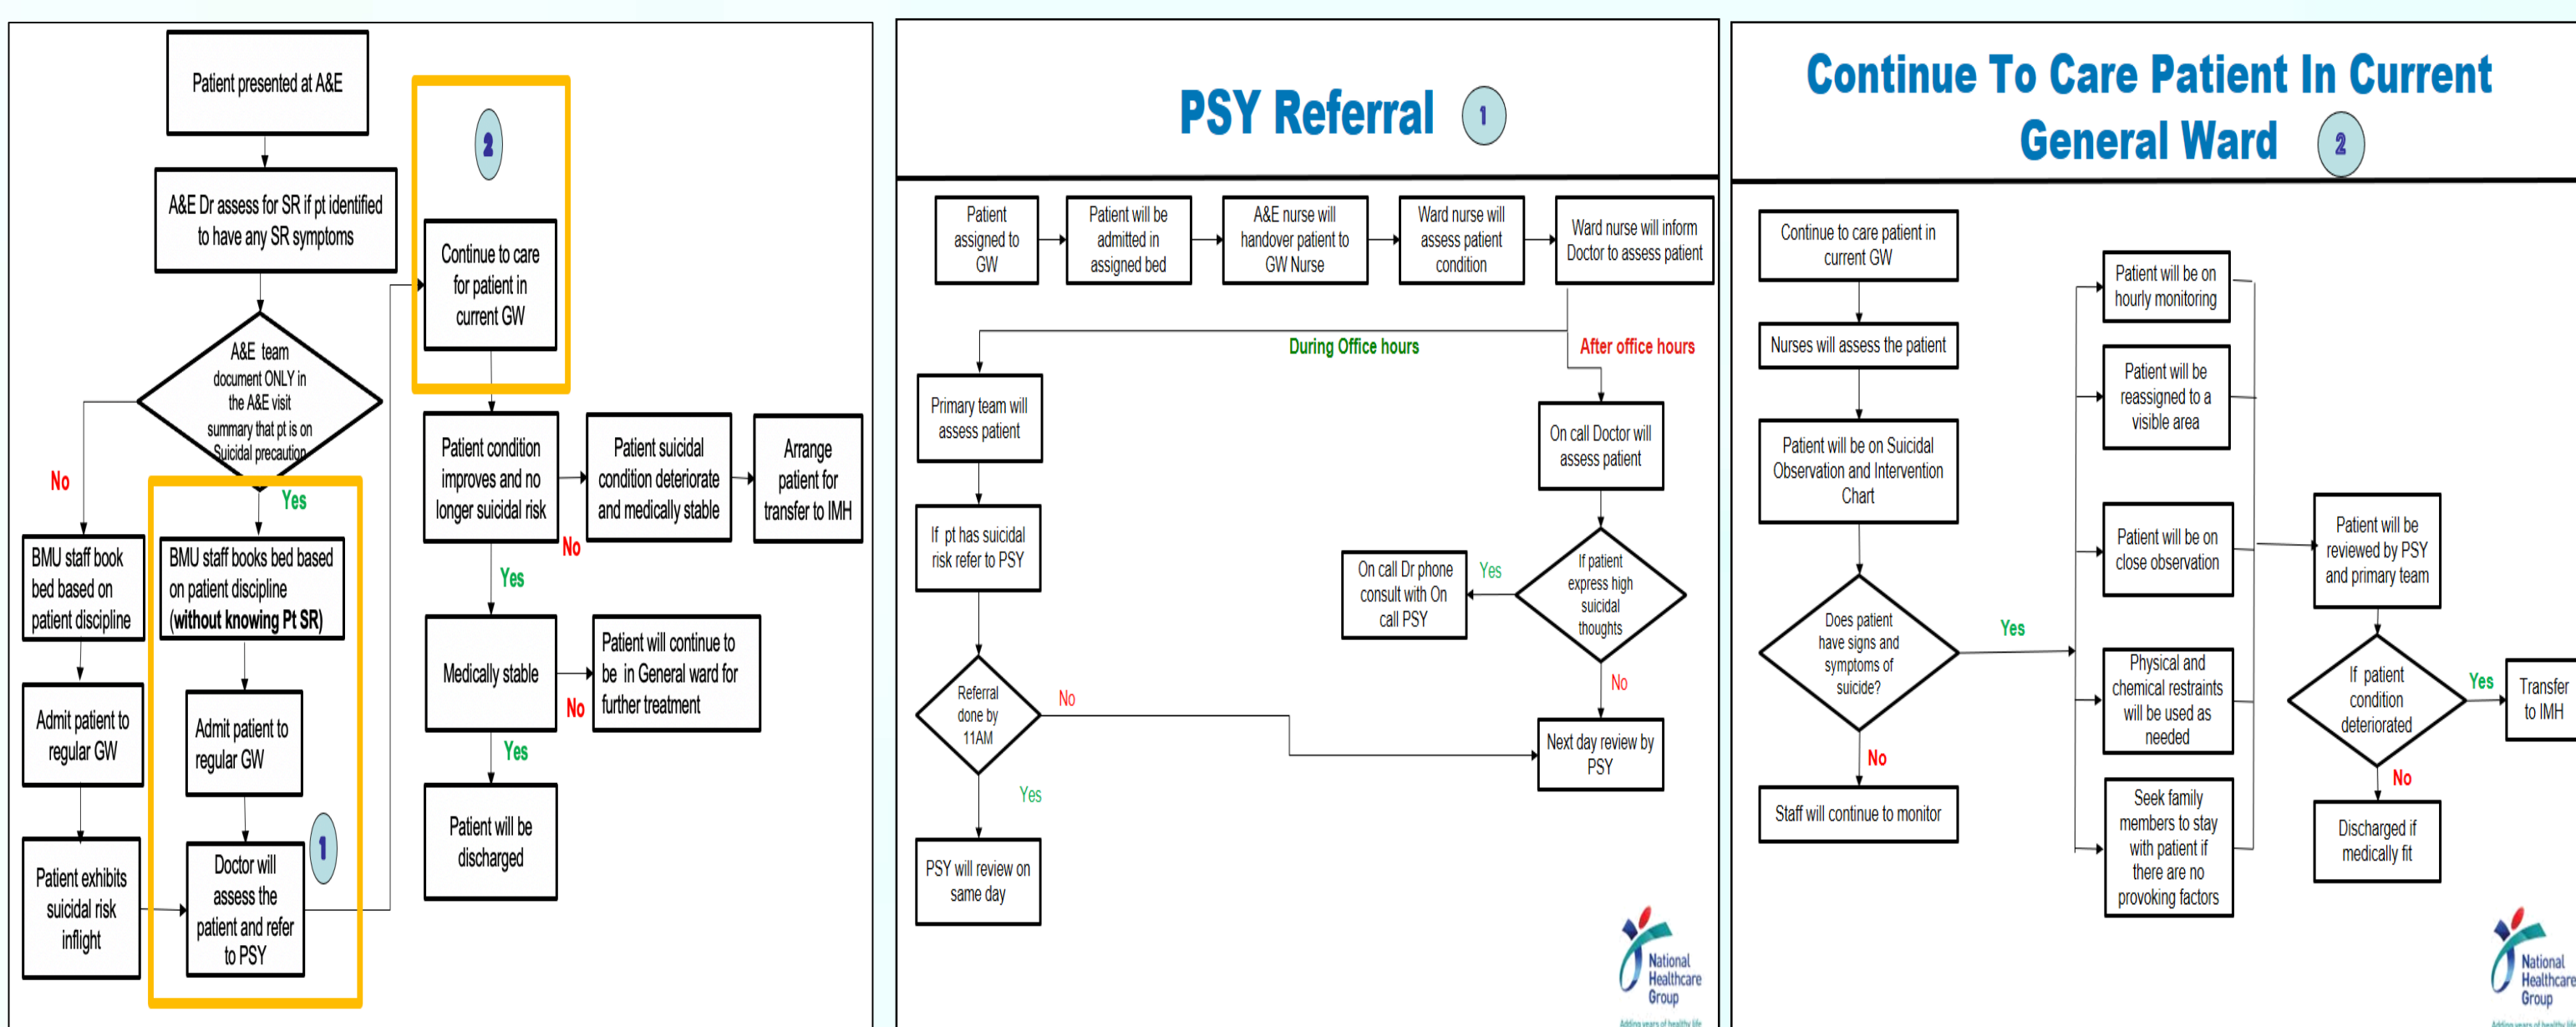 Patient presented at A&E
A&E Dr assess for SR if pt identified
to have any SR symptoms
A&E team
document ONLY in
the A&E visit
summary that pt is on
Suicidal precaution
No
Yes
BMU staff book
bed based on
patient discipline
Admit patient to
regular GW
Patient exhibits
suicidal risk
inflight
BMU staff books bed based
on patient discipline
(without knowing Pt SR)
Admit patient to
regular GW
Doctor will
assess the
patient and refer
to PSY
1
2
Continue to care
for patient in
current GW
Patient condition
improves and no
longer suicidal risk
No
Patient suicidal
condition deteriorate
and medically stable
Arrange
patient for
transfer to IMH
Yes
Medically stable
No
Patient will continue to
be in General ward for
further treatment
Yes
Patient will be
discharged
PSY Referral 1
Patient
assigned to
GW
Patient will be
admitted in
assigned bed
A&E nurse will
handover patient to
GW Nurse
Ward nurse will
assess patient
condition
Ward nurse will inform
Doctor to assess patient
During Office hours
After office hours
Primary team will
assess patient
If pt has suicidal
risk refer to PSY
Referral
done by
11AM
No
Yes
PSY will review on
same day
On call Doctor will
assess patient
If patient
express high
suicidal
thoughts
Yes
On call Dr phone
consult with On
call PSY
No
Next day review by
PSY
National
Healthcare
Group
Adding years of healthy life
Continue To Care Patient In Current
General Ward 2
Continue to care patient in
current GW
Nurses will assess the patient
Patient will be on Suicidal
Observation and Intervention
Chart
Does patient
have signs and
symptoms of
suicide?
Yes
No
Staff will continue to monitor
Patient will be on
hourly monitoring
Patient will be
reassigned to a
visible area
Patient will be on
close observation
Physical and
chemical restraints
will be used as
needed
Seek family
members to stay
with patient if
there are no
provoking factors
Patient will be
reviewed by PSY
and primary team
If patient
condition
deteriorated
Yes
Transfer
to IMH
No
Discharged if
medically fit
National
Healthcare
Group
Adding years of healthy life